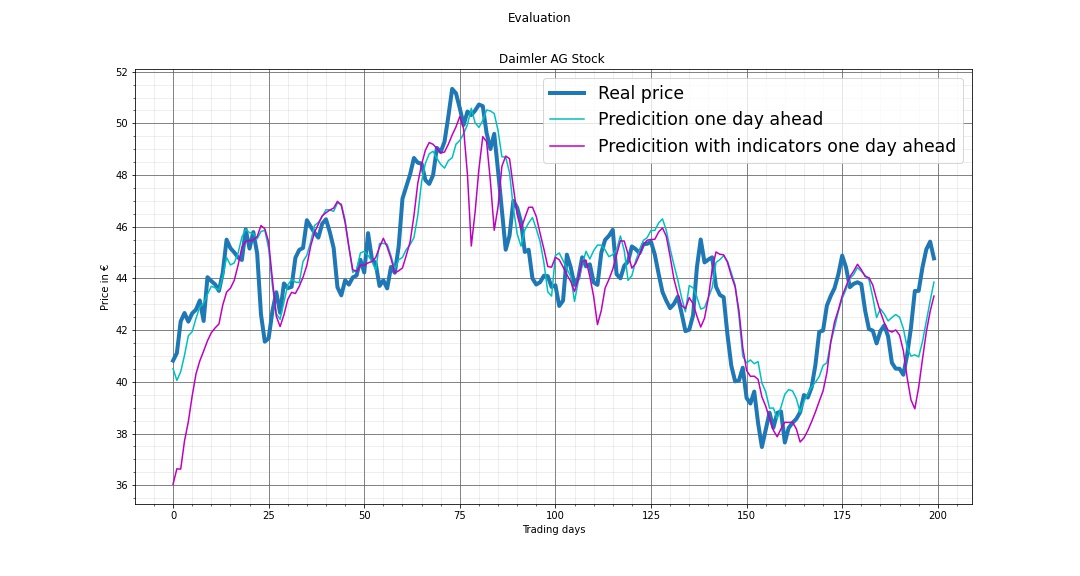 Evaluation
Daimler AG Stock
Real price
Predicition one day ahead
Predicition with indicators one day ahead
52
50
48
46
44
42
40
38
36
Price in €
0 25 50 75 100 125 150 175 200
Trading days